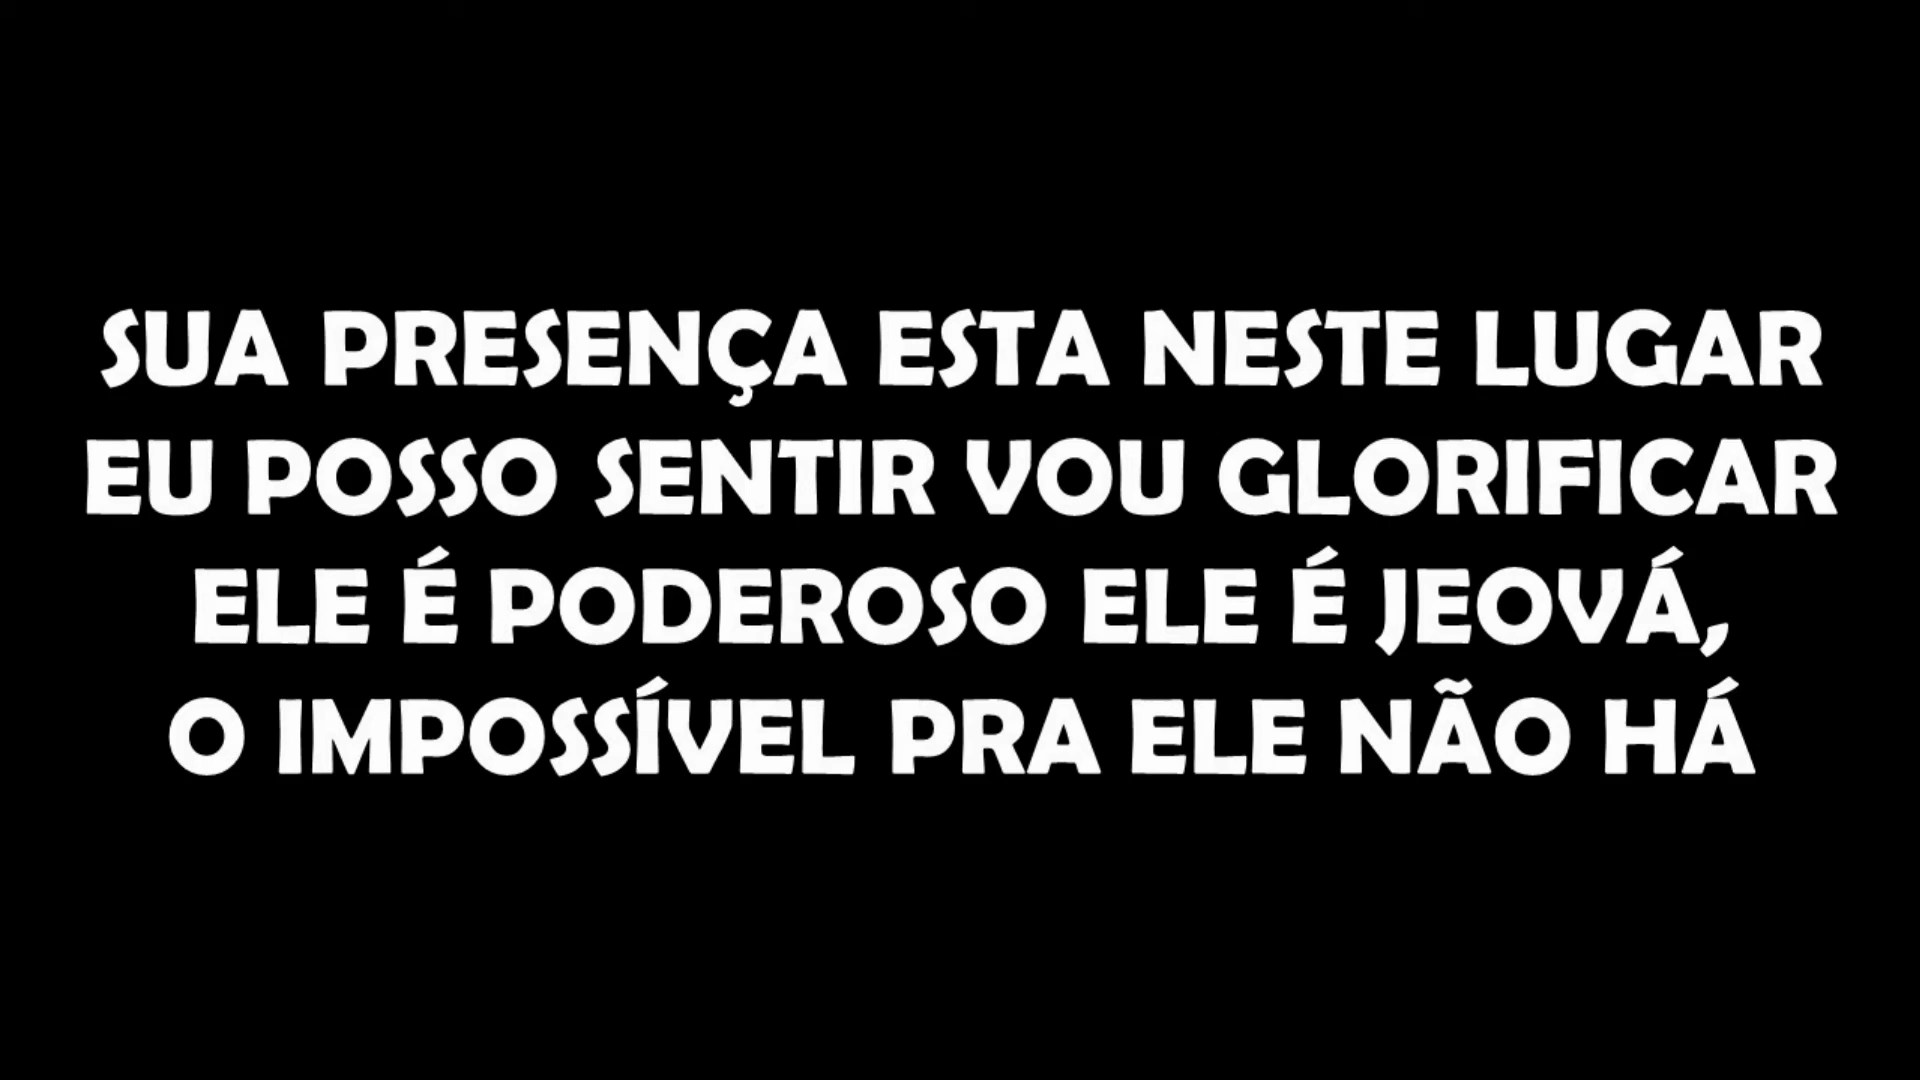 SUA PRESENÇA ESTA NESTE LUGAR
EU POSSO SENTIR VOU GLORIFICAR
ELE É PODEROSO ELE É JEOVÁ,
O IMPOSSÍVEL PRA ELE NÃO HÁ